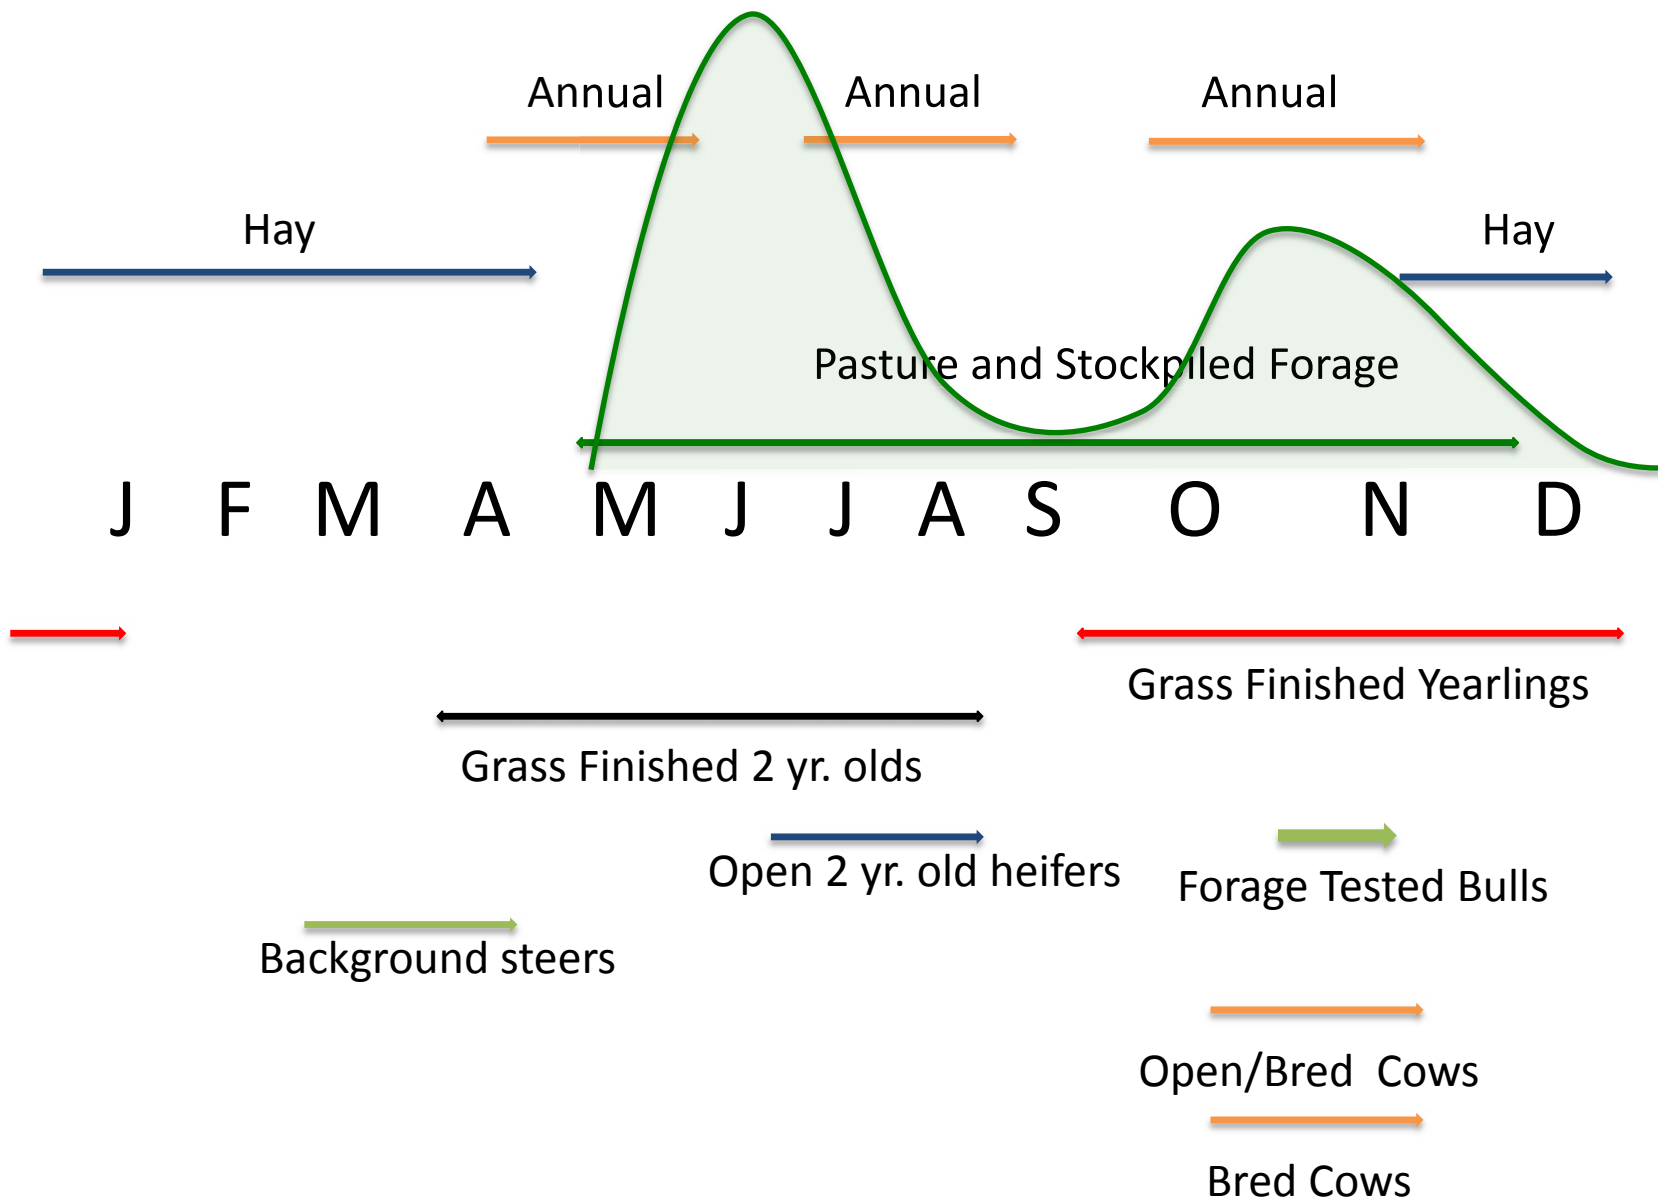 Annual
Annual
Annual
Hay
Hay
Pasture and Stockpiled Forage
J F M A M J J A S O N D
Grass Finished Yearlings
Grass Finished 2 yr. olds
Open 2 yr. old heifers
Forage Tested Bulls
Background steers
Open/Bred Cows
Bred Cows